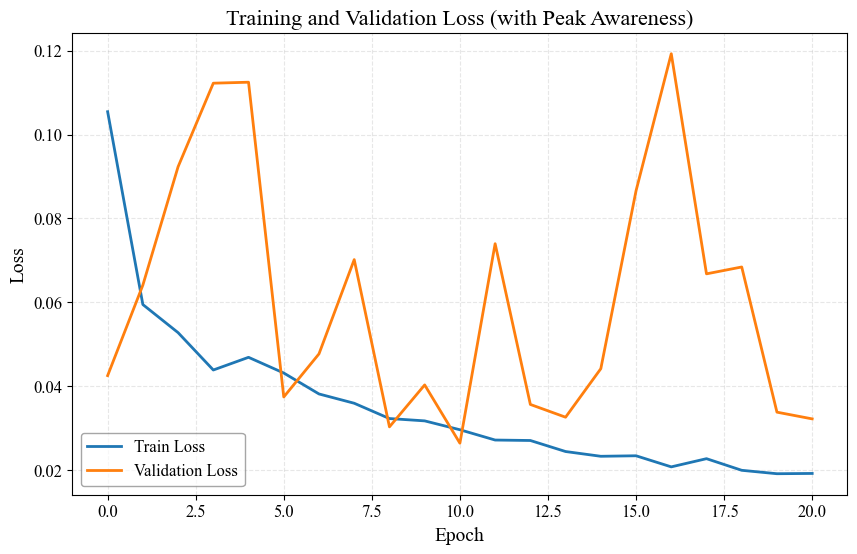 Training and Validation Loss (with Peak Awareness)
0.12
0.10
0.08
0.06
0.04
0.02
Loss
Train Loss
Validation Loss
0.0 2.5 5.0 7.5 10.0 12.5 15.0 17.5 20.0
Epoch